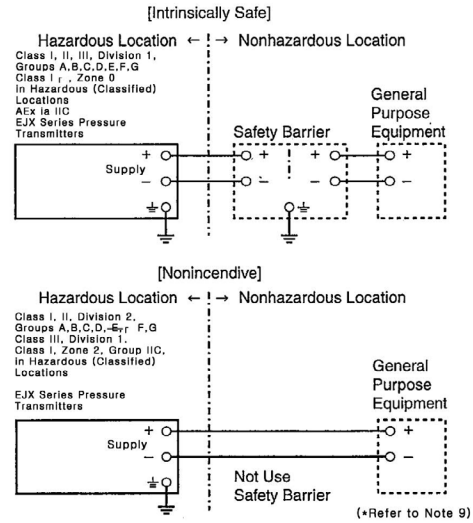 [Intrinsically Safe]
Hazardous Location ← → Nonhazardous Location
Class I, II, III, Division 1,
Groups A,B,C,D,E,F,G
Class I, Zone 0
in Hazardous (Classified)
Locations
AEx ia IIC
EJX Series Pressure
Transmitters
Safety Barrier
General
Purpose
Equipment
Supply
+
−
+ +
− −
+
−
[Nonincendive]
Hazardous Location ← → Nonhazardous Location
Class I, II, Division 2,
Groups A,B,C,D, F,G
Class III, Division 1,
Class I, Zone 2, Group IIC,
in Hazardous (Classified)
Locations
EJX Series Pressure
Transmitters
General
Purpose
Equipment
Supply
+
−
+
−
Not Use
Safety Barrier
(*Refer to Note 9)